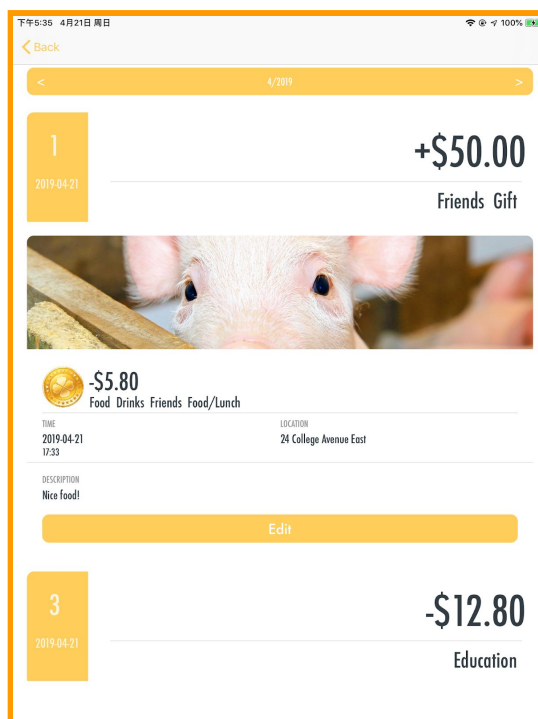 下午5:35 4月21日 周日
100%
Back
< 4/2019 >
1
2019-04-21
+$50.00
Friends Gift
-$5.80
Food Drinks Friends Food/Lunch
TIME
2019-04-21
17:33
LOCATION
24 College Avenue East
DESCRIPTION
Nice food!
Edit
3
2019-04-21
-$12.80
Education